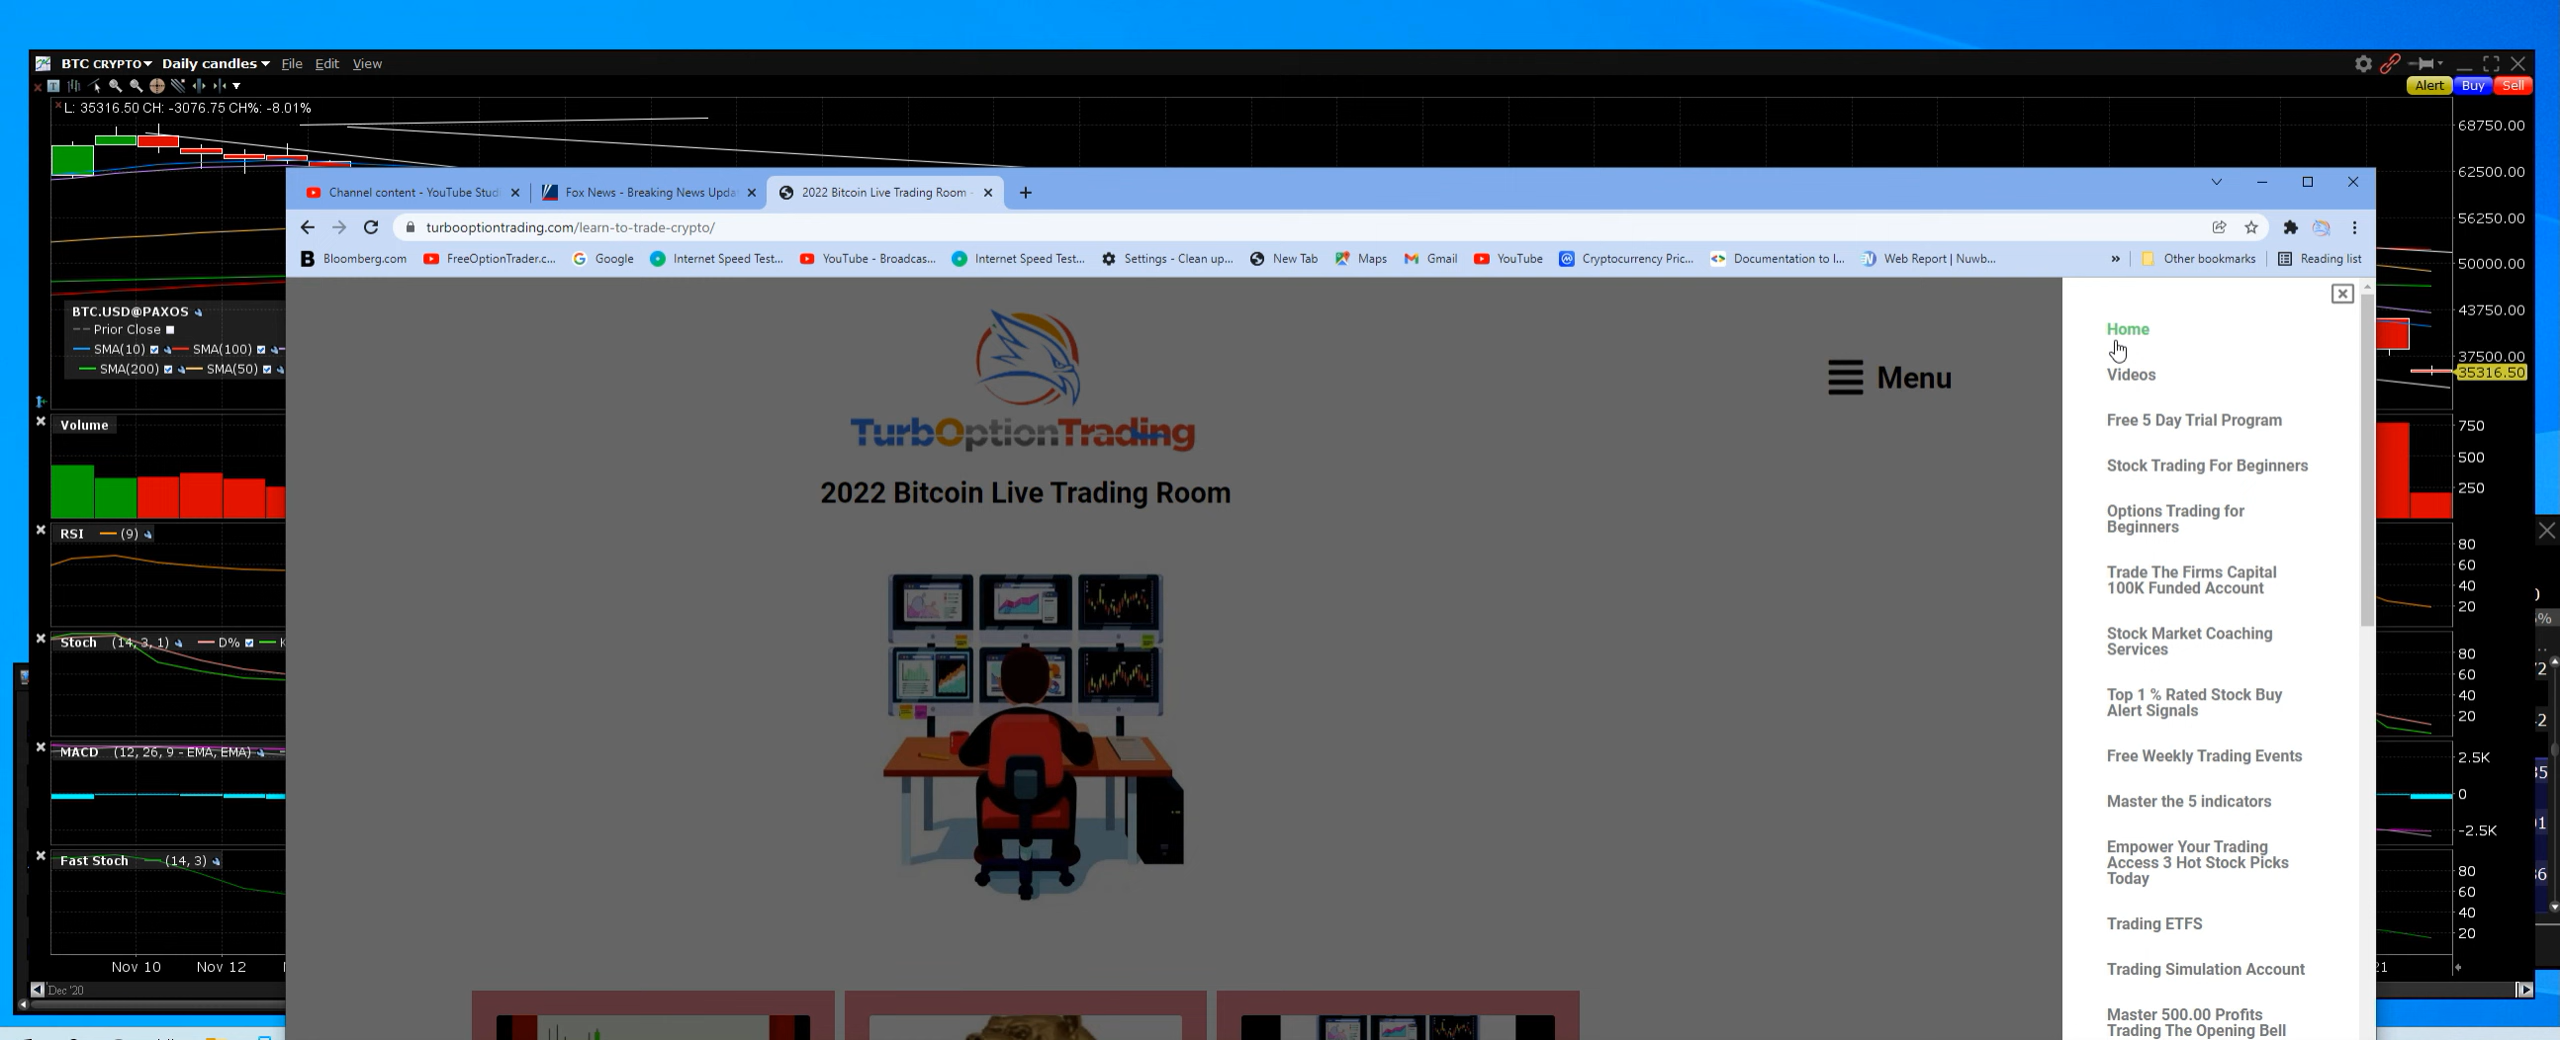 BTC CRYPTO Daily candles File Edit View
Alert Buy Sell
L: 35316.50 CH: -3076.75 CH%: -8.01%
68750.00
62500.00
56250.00
50000.00
43750.00
37500.00
35316.50
BTC.USD@PAXOS
Prior Close
SMA(10) SMA(100)
SMA(200) SMA(50)
Volume
750
500
250
RSI (9)
80
60
40
20
Stoch (14, 3, 1) D% K
80
60
40
20
MACD (12, 26, 9 - EMA, EMA)
2.5K
0
-2.5K
Fast Stoch (14, 3)
80
60
40
20
Nov 10 Nov 12
21
Dec '20
Channel content - YouTube Stud
Fox News - Breaking News Upda
2022 Bitcoin Live Trading Room -
turbooptiontrading.com/learn-to-trade-crypto/
Bloomberg.com FreeOptionTrader.c... Google Internet Speed Test... YouTube - Broadcas... Internet Speed Test... Settings - Clean up... New Tab Maps Gmail YouTube Cryptocurrency Pric... Documentation to I... Web Report | Nuwb... » Other bookmarks Reading list
TurbOptionTrading
Menu
2022 Bitcoin Live Trading Room
Home
Videos
Free 5 Day Trial Program
Stock Trading For Beginners
Options Trading for
Beginners
Trade The Firms Capital
100K Funded Account
Stock Market Coaching
Services
Top 1 % Rated Stock Buy
Alert Signals
Free Weekly Trading Events
Master the 5 indicators
Empower Your Trading
Access 3 Hot Stock Picks
Today
Trading ETFS
Trading Simulation Account
Master 500.00 Profits
Trading The Opening Bell